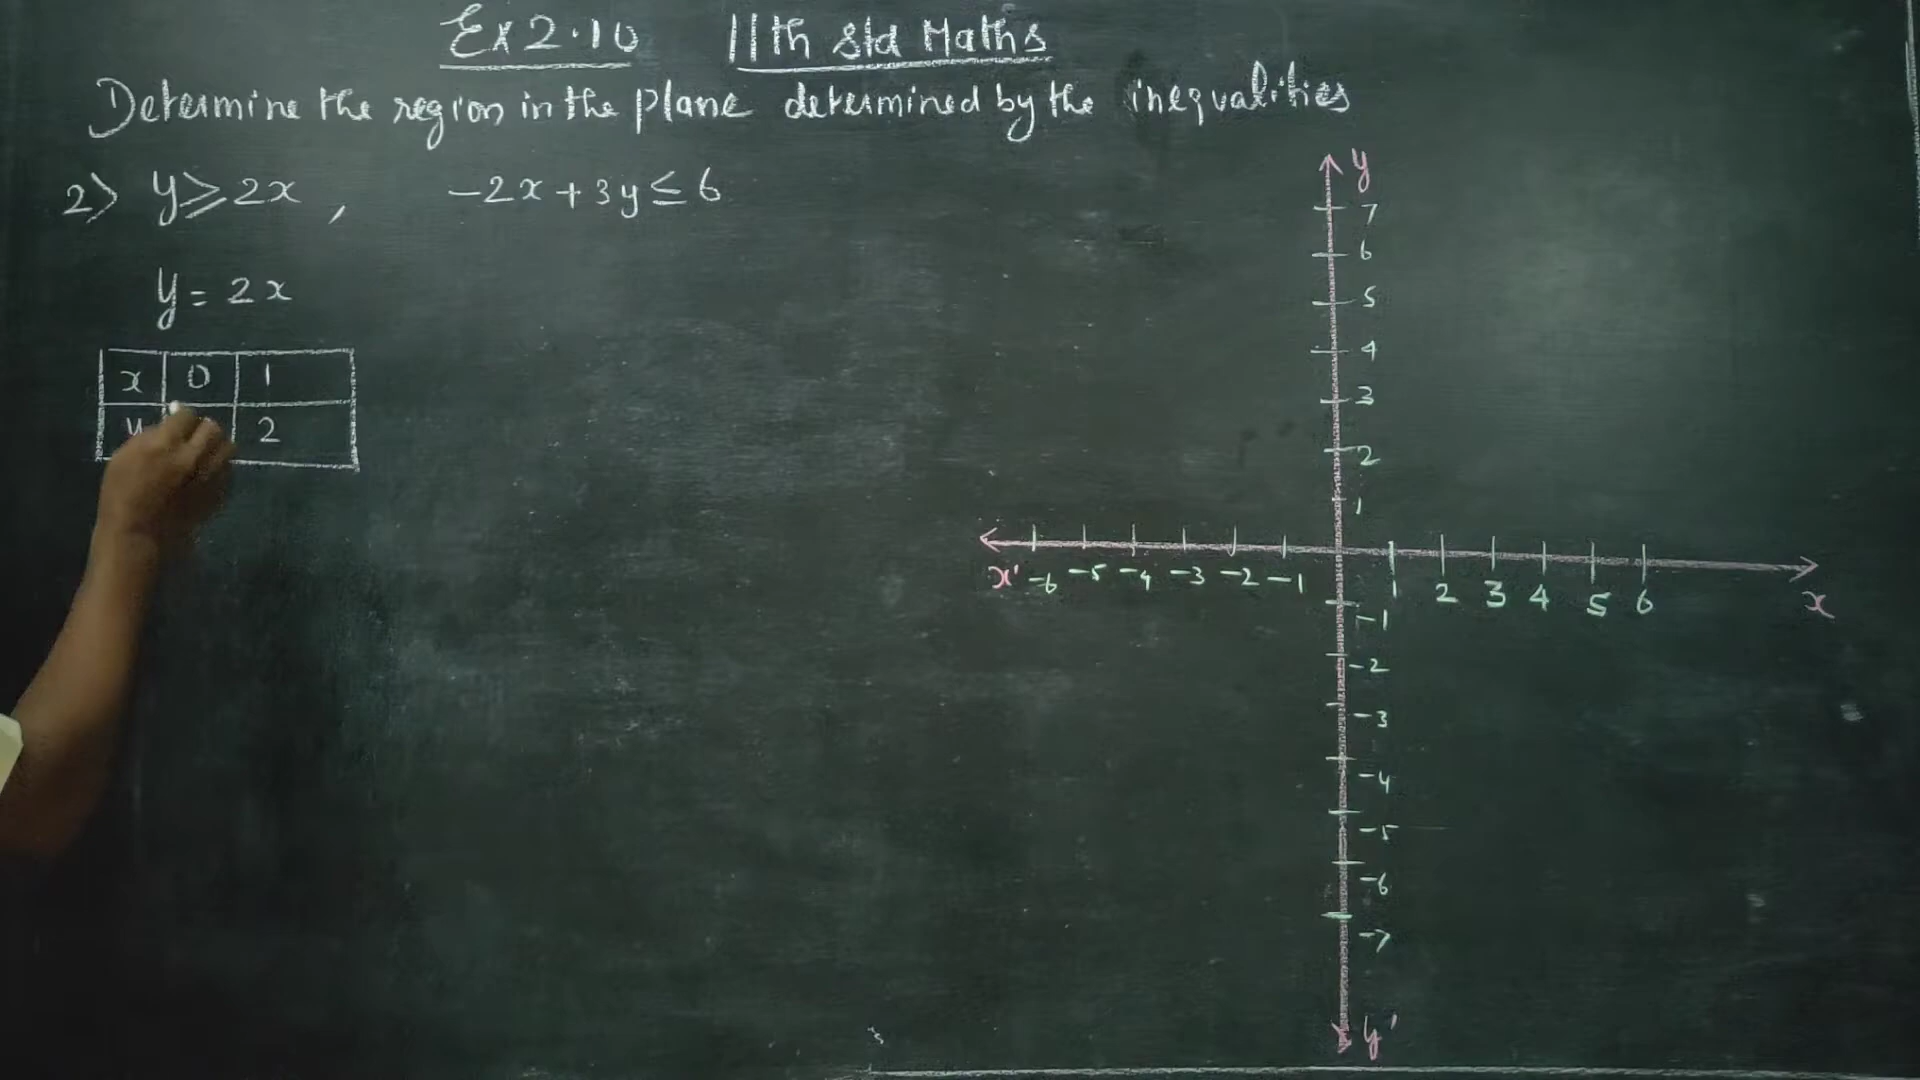 Ex 2.10 11th std Maths
Determine the region in the plane determined by the inequalities
2) y ≥ 2x , -2x + 3y ≤ 6
y = 2x
x 0 1
y 2
y
7
6
5
4
3
2
1
x' -6 -5 -4 -3 -2 -1 1 2 3 4 5 6 x
-1
-2
-3
-4
-5
-6
-7
y'